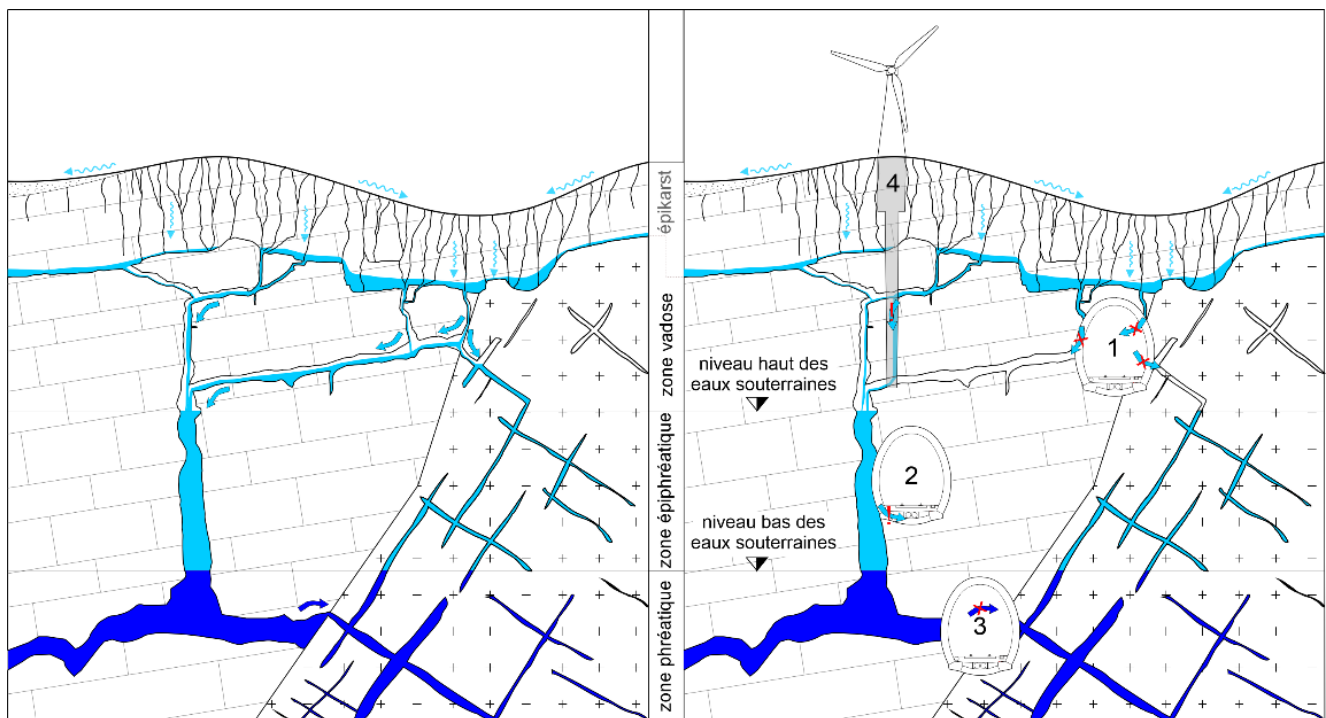 épikarst
zone vadose
zone épiphréatique
zone phréatique
4
1
niveau haut des
eaux souterraines
2
niveau bas des
eaux souterraines
3